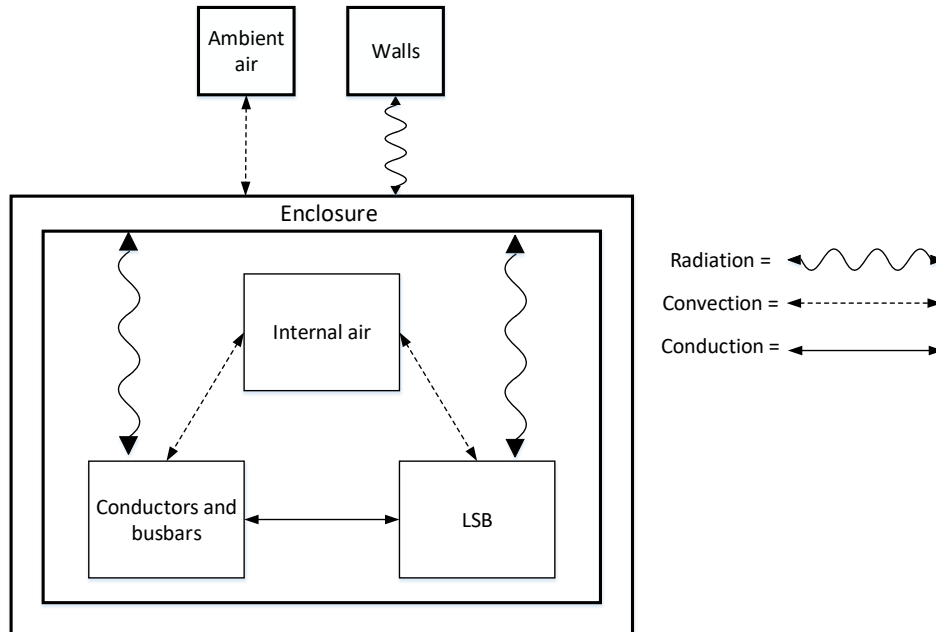 Ambient
air
Walls
Enclosure
Internal air
Conductors and
busbars
LSB
Radiation =
Convection =
Conduction =